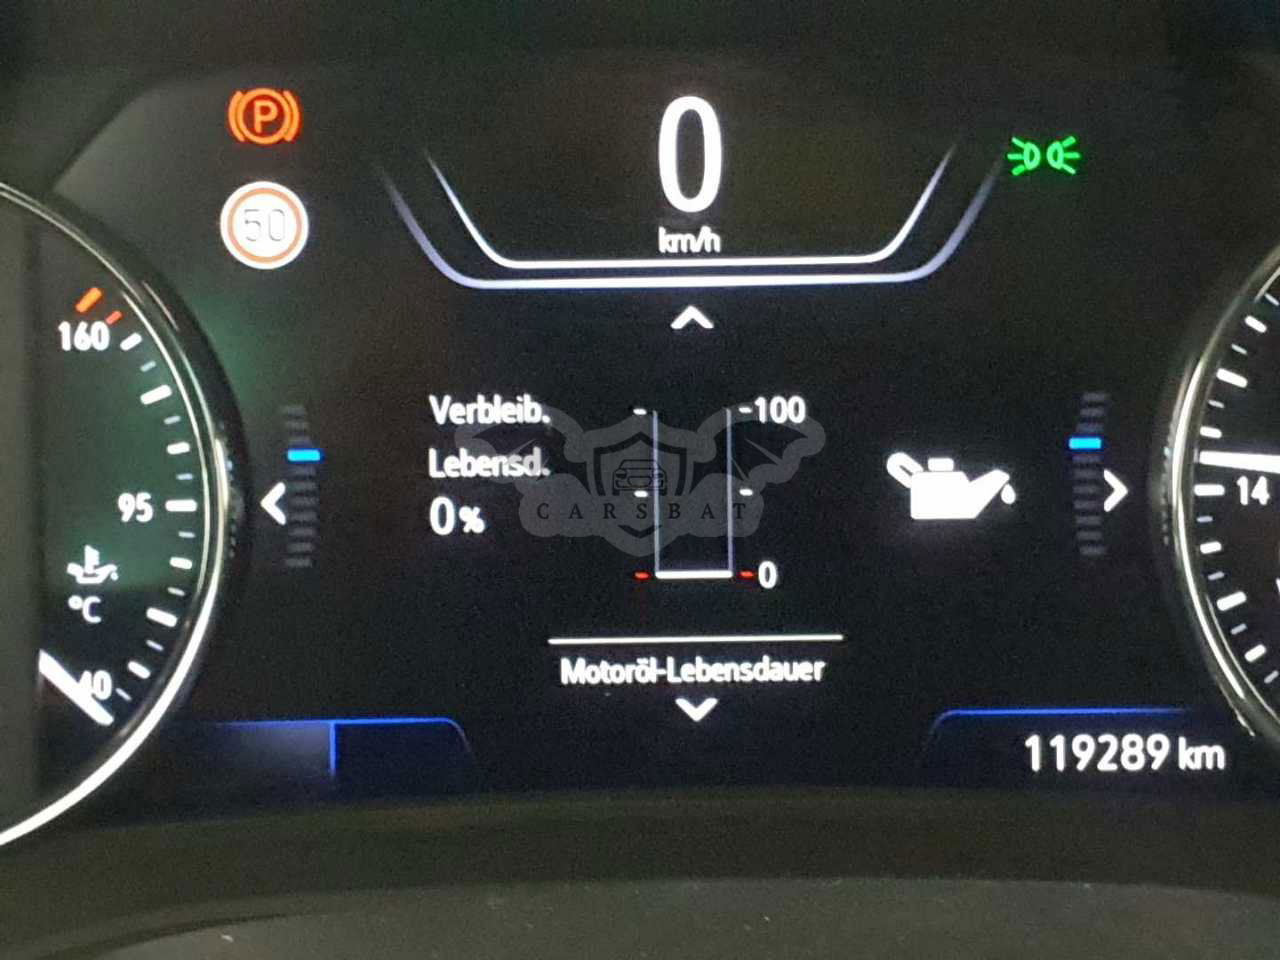 P
0
km/h
50
160
Verbleib.
-100
Lebensd.
0%
CARSBAT
95
14
0
°C
40
Motoröl-Lebensdauer
119289 km